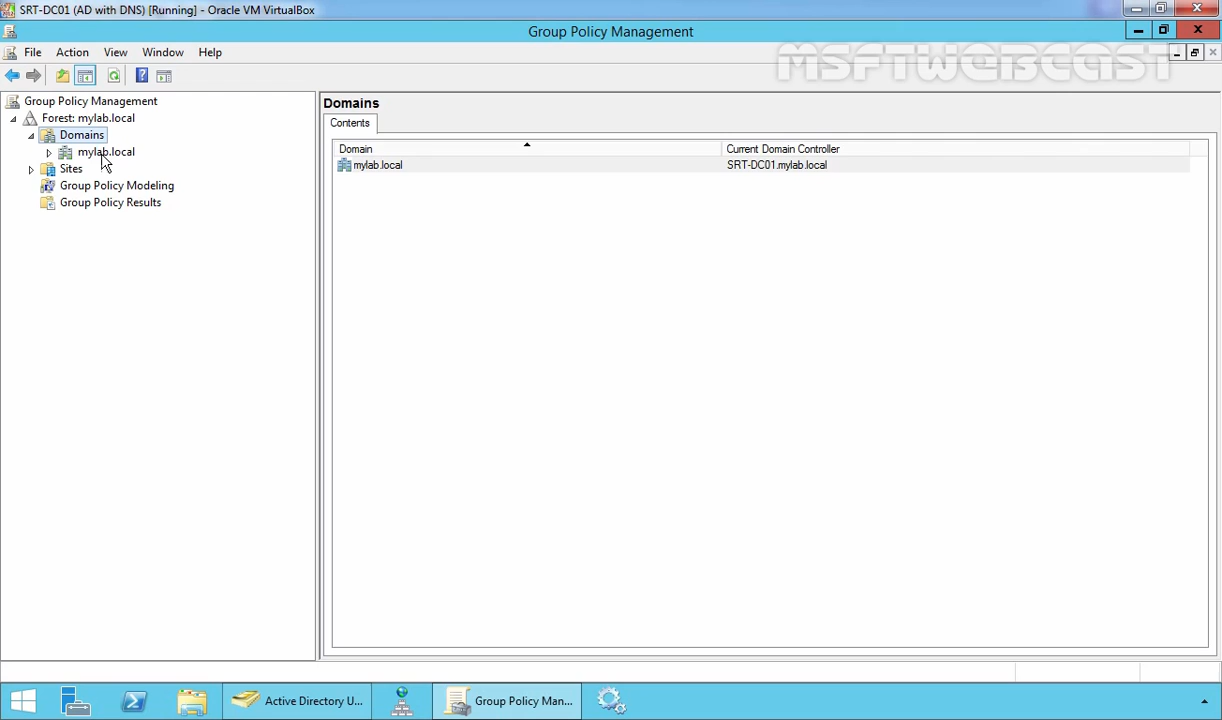 SRT-DC01 (AD with DNS) [Running] - Oracle VM VirtualBox
Group Policy Management
File Action View Window Help
MSFTWEBCAST
Group Policy Management
Forest: mylab.local
Domains
mylab.local
Sites
Group Policy Modeling
Group Policy Results
Domains
Contents
Domain Current Domain Controller
mylab.local SRT-DC01.mylab.local
Active Directory U...
Group Policy Man...